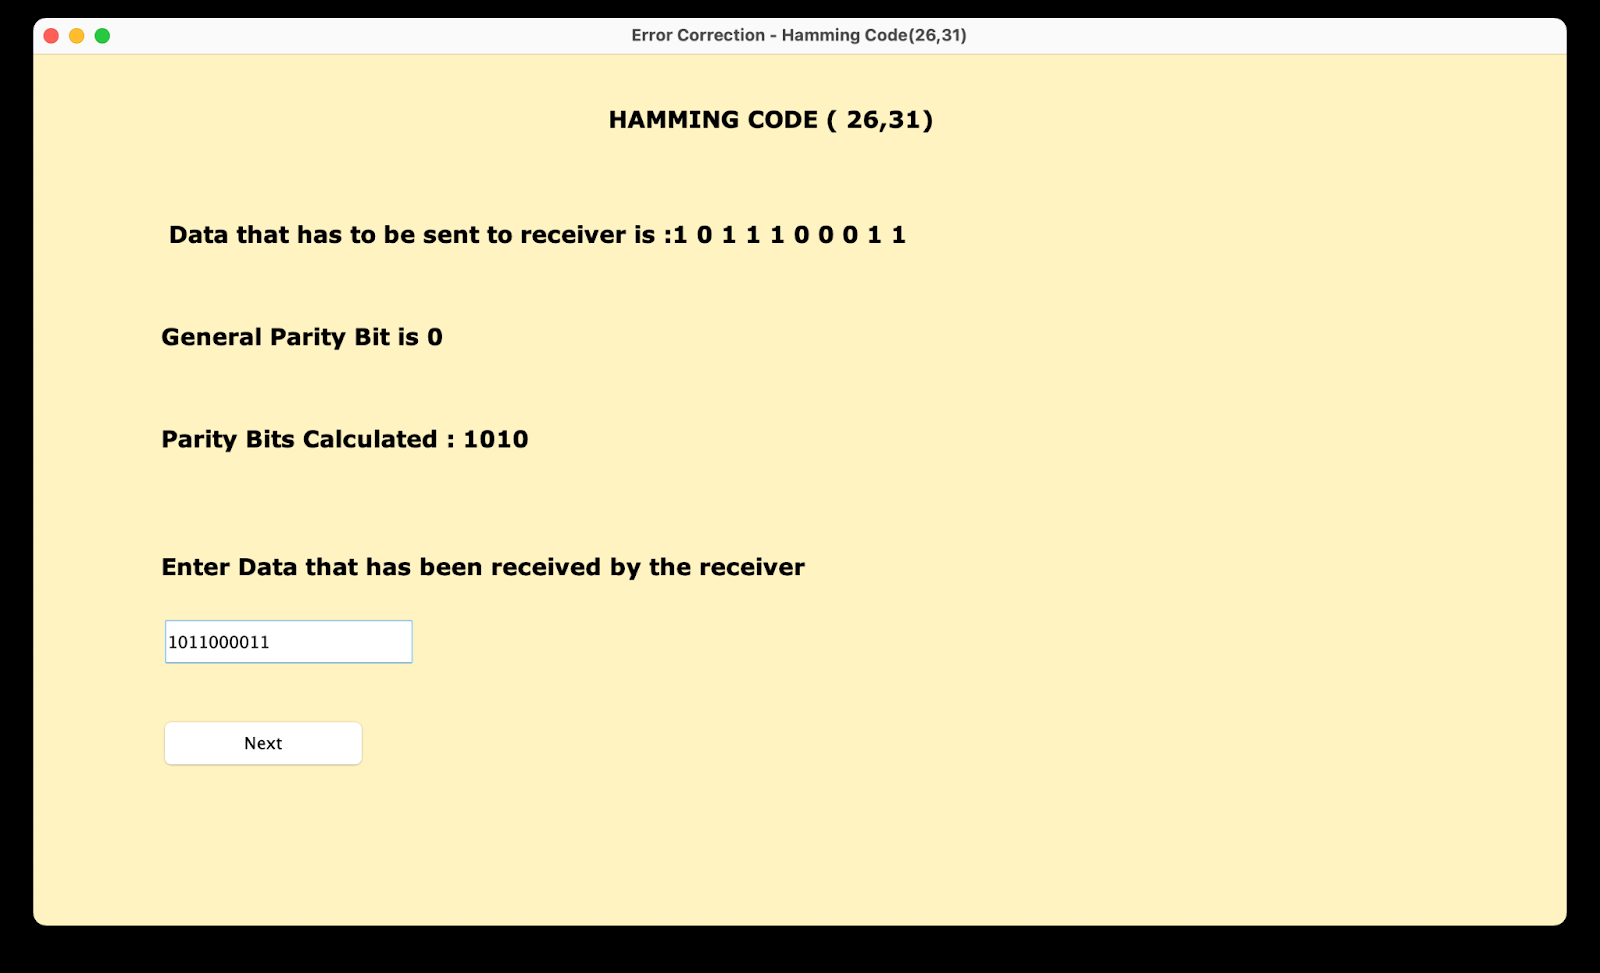 Error Correction - Hamming Code(26,31)
HAMMING CODE ( 26,31)
Data that has to be sent to receiver is :1 0 1 1 1 0 0 0 1 1
General Parity Bit is 0
Parity Bits Calculated : 1010
Enter Data that has been received by the receiver
1011000011
Next